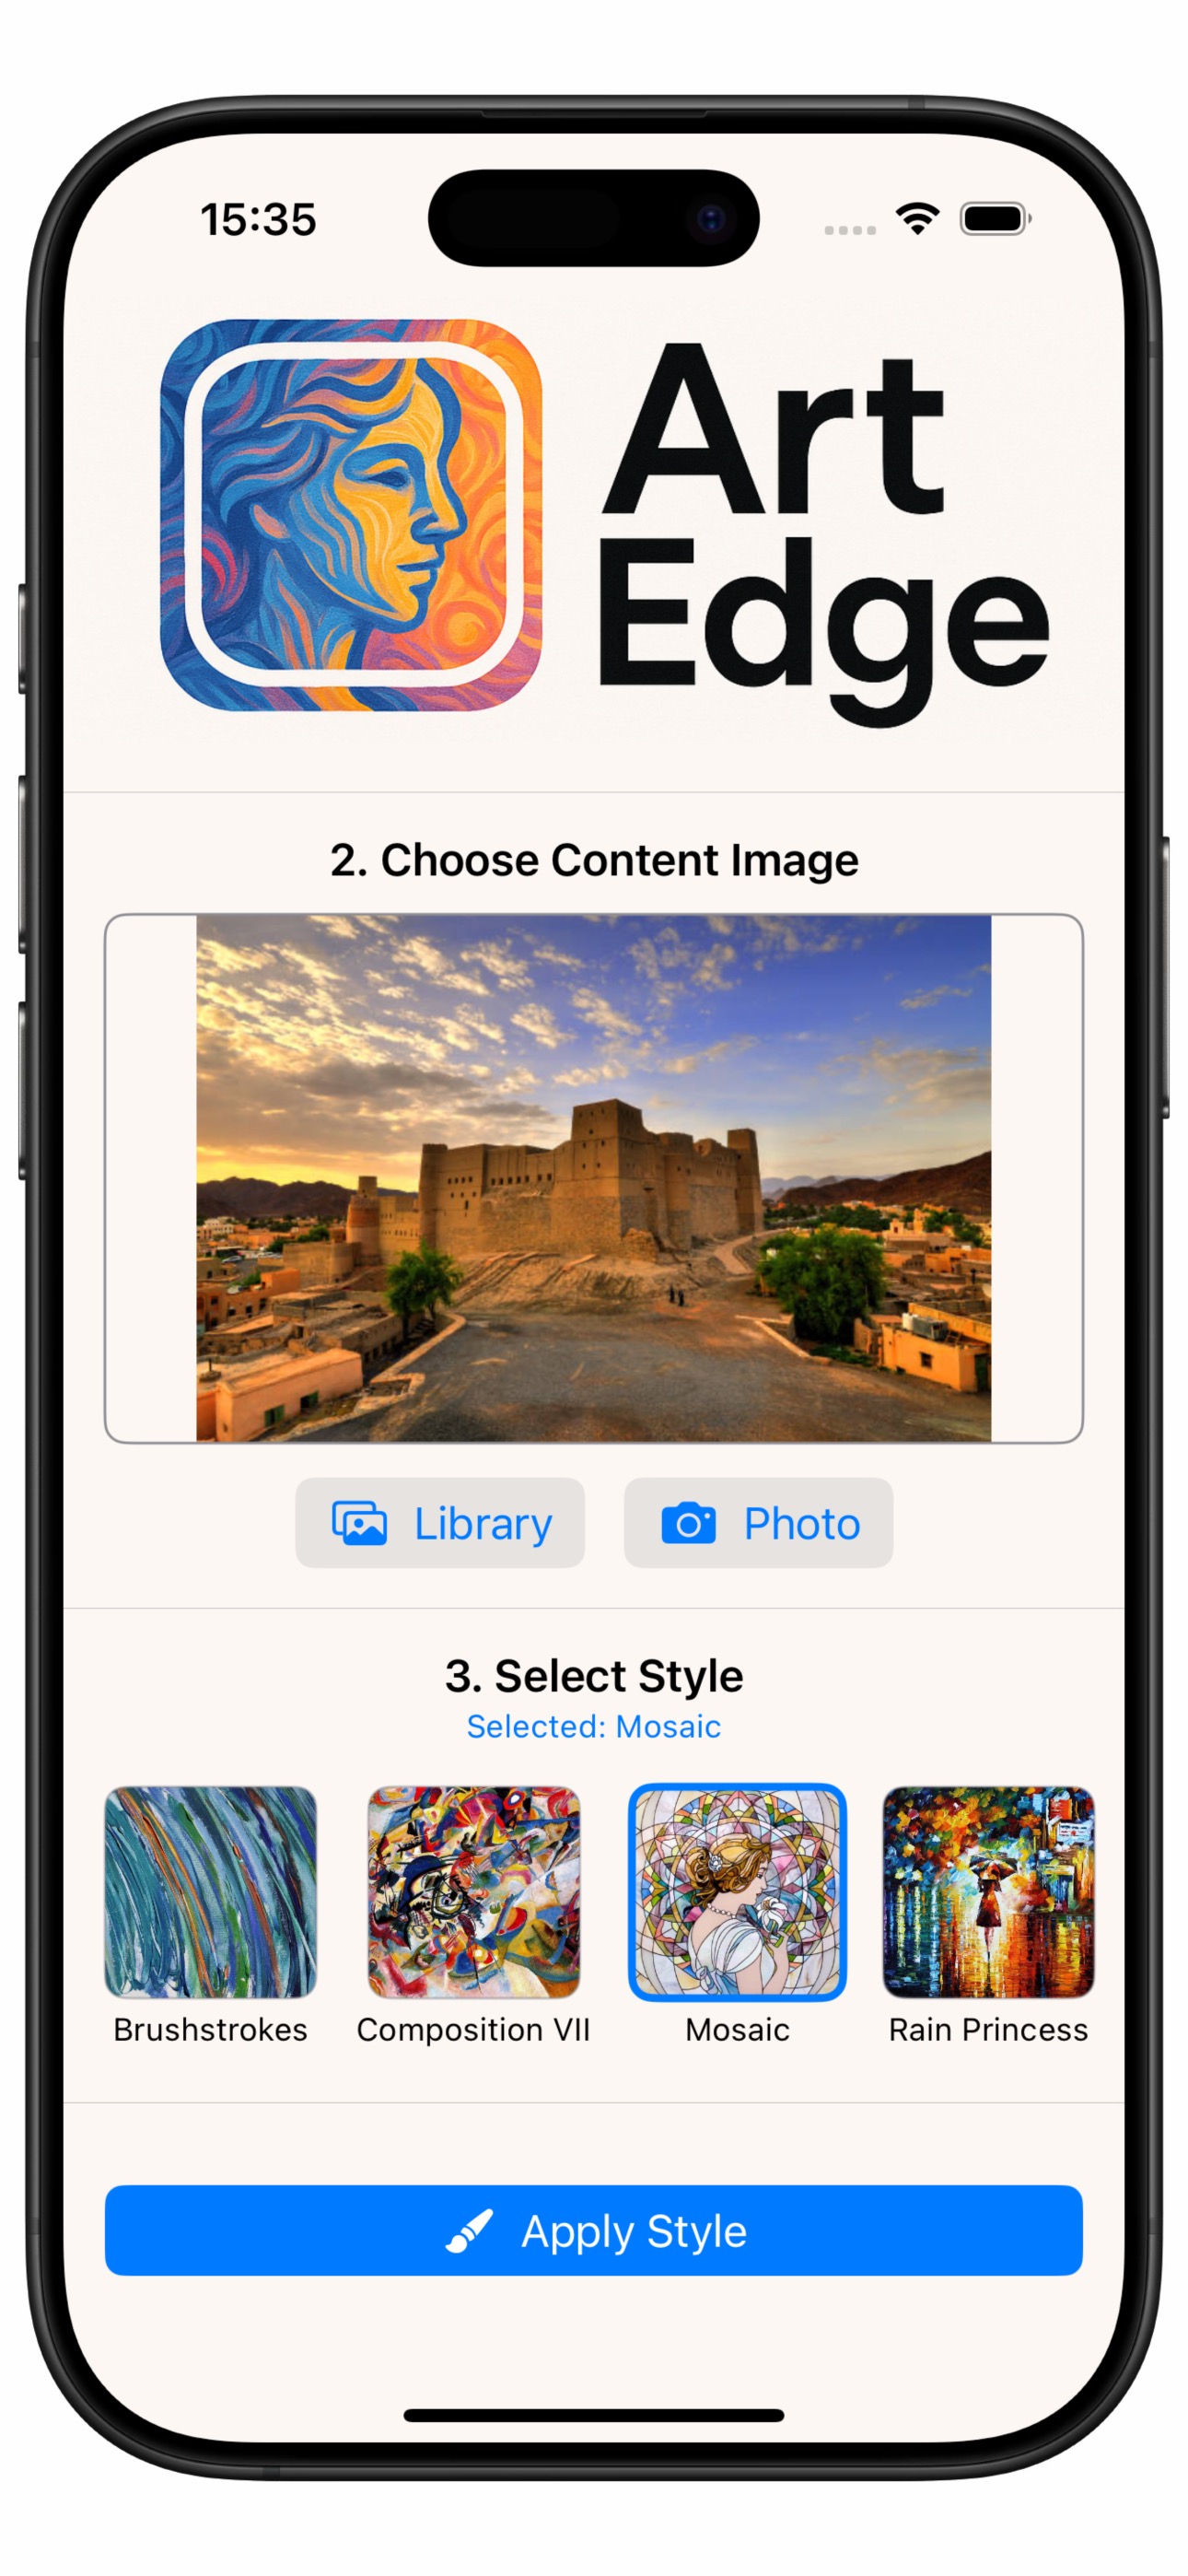 15:35
Art
Edge
2. Choose Content Image
Library
Photo
3. Select Style
Selected: Mosaic
Brushstrokes
Composition VII
Mosaic
Rain Princess
Apply Style